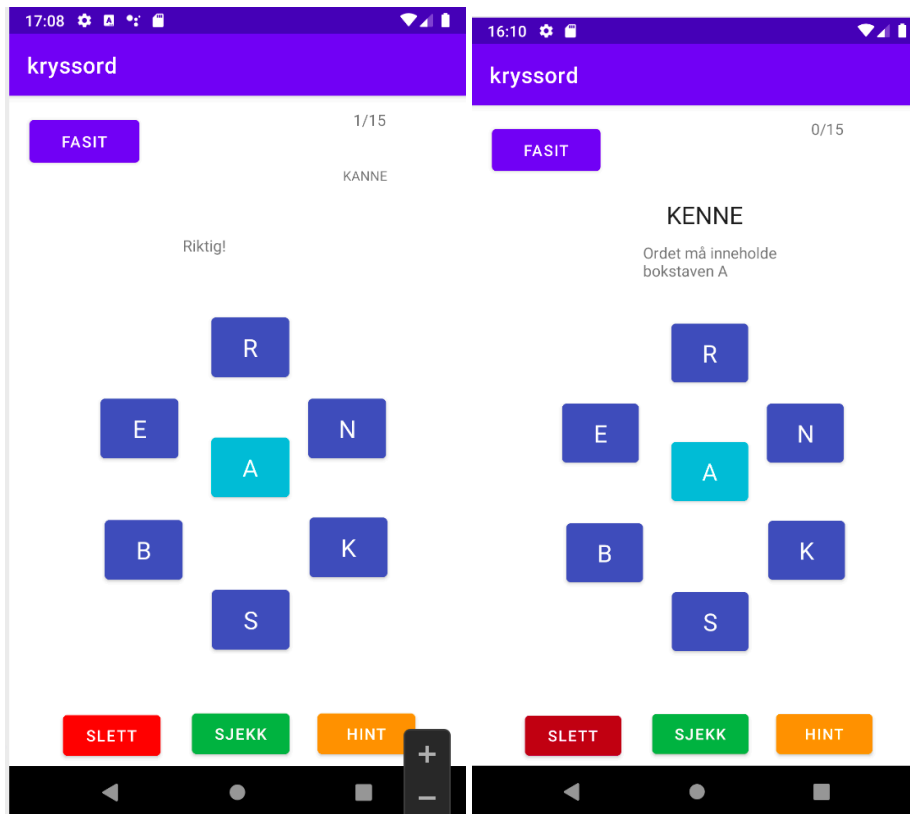 17:08
kryssord
1/15
FASIT
KANNE
Riktig!
R
E
N
A
B
K
S
SLETT
SJEKK
HINT
+
−
16:10
kryssord
0/15
FASIT
KENNE
Ordet må inneholde
bokstaven A
R
E
N
A
B
K
S
SLETT
SJEKK
HINT